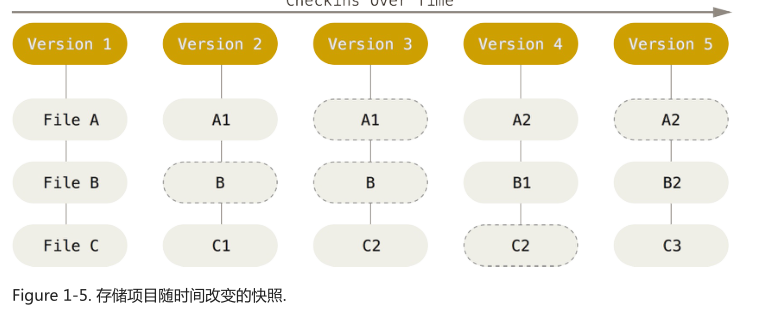 Checkins Over Time
Version 1 Version 2 Version 3 Version 4 Version 5
File A A1 A1 A2 A2
File B B B B1 B2
File C C1 C2 C2 C3
Figure 1-5. 存储项目随时间改变的快照.